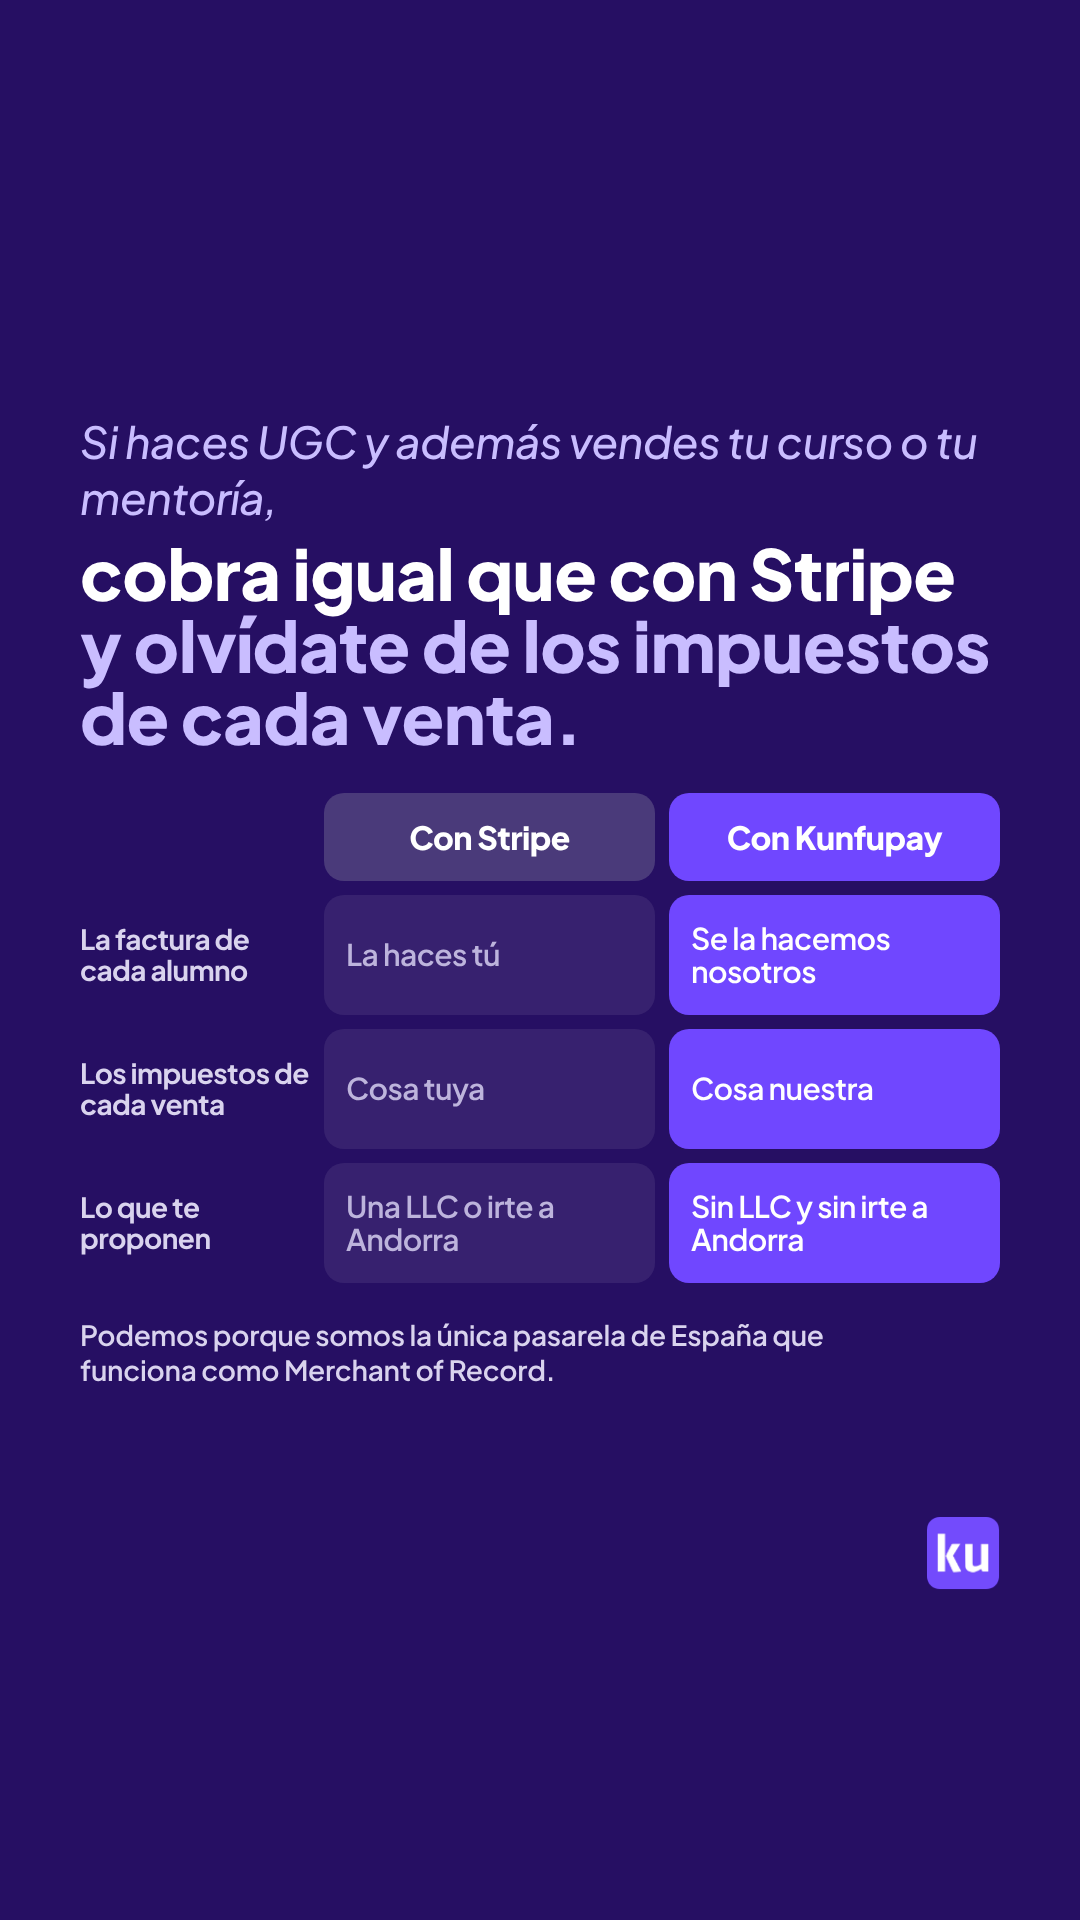 Si haces UGC y además vendes tu curso o tu
mentoría,
cobra igual que con Stripe
y olvídate de los impuestos
de cada venta.
Con Stripe
Con Kunfupay
La factura de
cada alumno
La haces tú
Se la hacemos
nosotros
Los impuestos de
cada venta
Cosa tuya
Cosa nuestra
Lo que te
proponen
Una LLC o irte a
Andorra
Sin LLC y sin irte a
Andorra
Podemos porque somos la única pasarela de España que
funciona como Merchant of Record.
ku